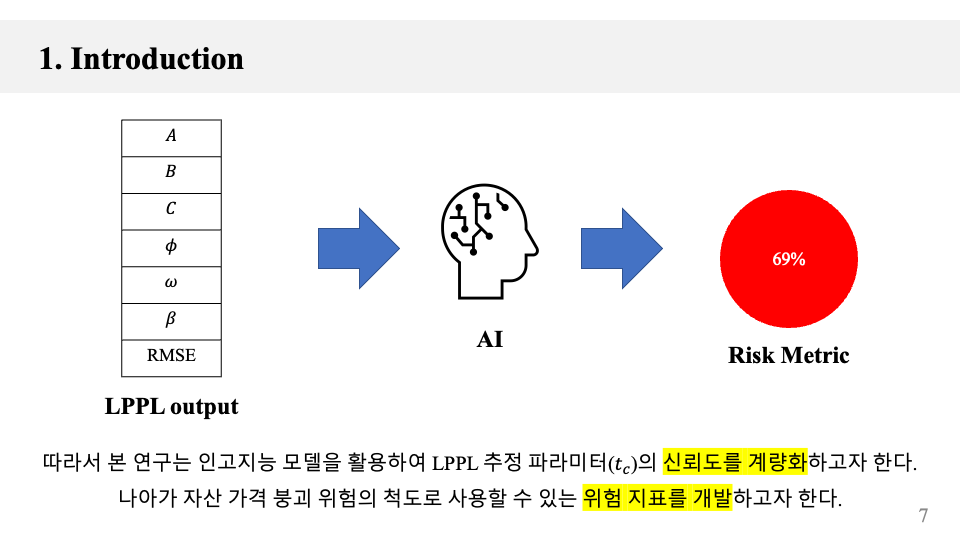 1. Introduction
A
B
C
ϕ
ω
β
RMSE
LPPL output
AI
69%
Risk Metric
따라서 본 연구는 인고지능 모델을 활용하여 LPPL 추정 파라미터(t_c)의 신뢰도를 계량화하고자 한다.
나아가 자산 가격 붕괴 위험의 척도로 사용할 수 있는 위험 지표를 개발하고자 한다.
7